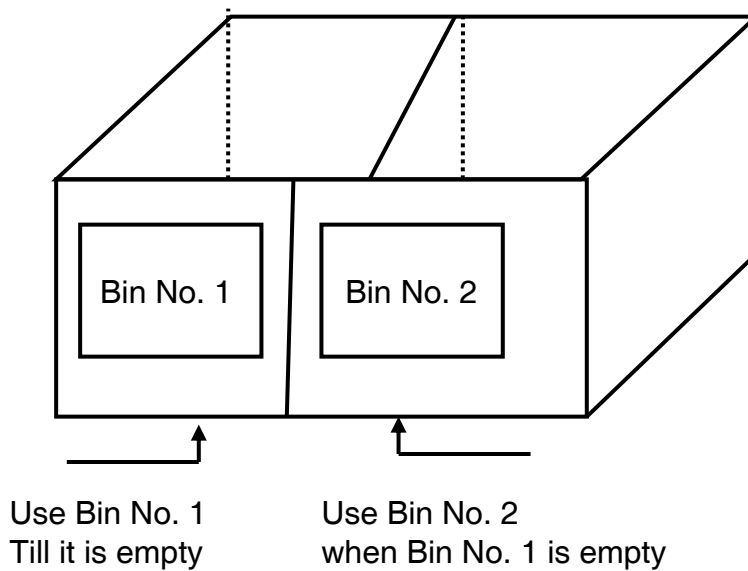 Bin No. 1
Bin No. 2
Use Bin No. 1
Till it is empty
Use Bin No. 2
when Bin No. 1 is empty